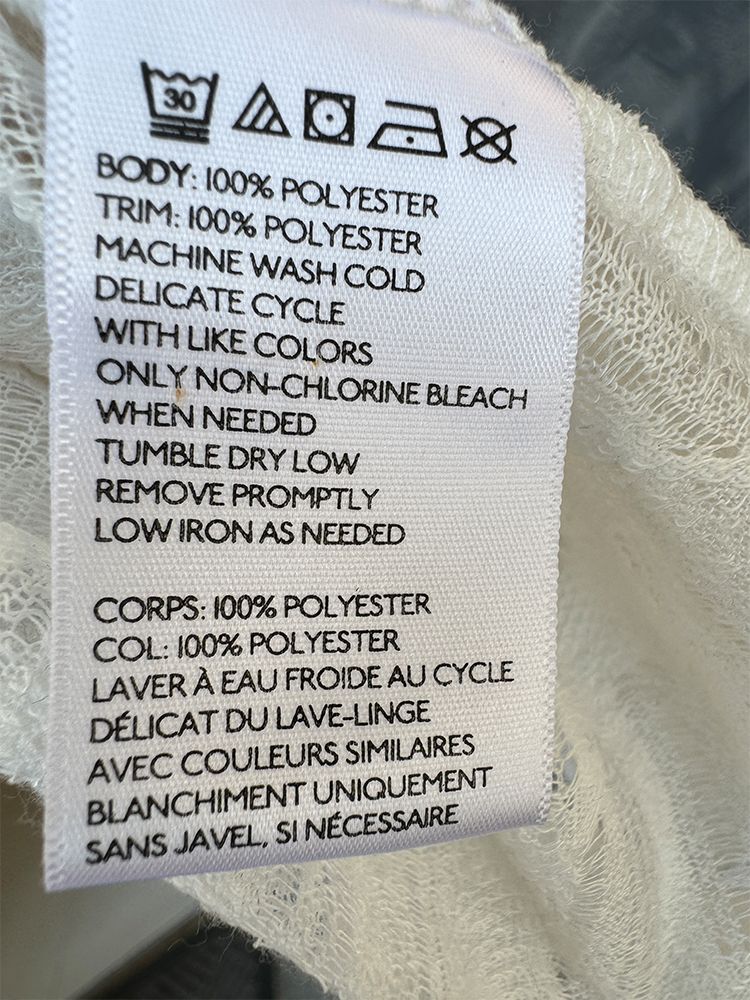 30
BODY: 100% POLYESTER
TRIM: 100% POLYESTER
MACHINE WASH COLD
DELICATE CYCLE
WITH LIKE COLORS
ONLY NON-CHLORINE BLEACH
WHEN NEEDED
TUMBLE DRY LOW
REMOVE PROMPTLY
LOW IRON AS NEEDED
CORPS: 100% POLYESTER
COL: 100% POLYESTER
LAVER À EAU FROIDE AU CYCLE
DÉLICAT DU LAVE-LINGE
AVEC COULEURS SIMILAIRES
BLANCHIMENT UNIQUEMENT
SANS JAVEL, SI NÉCESSAIRE